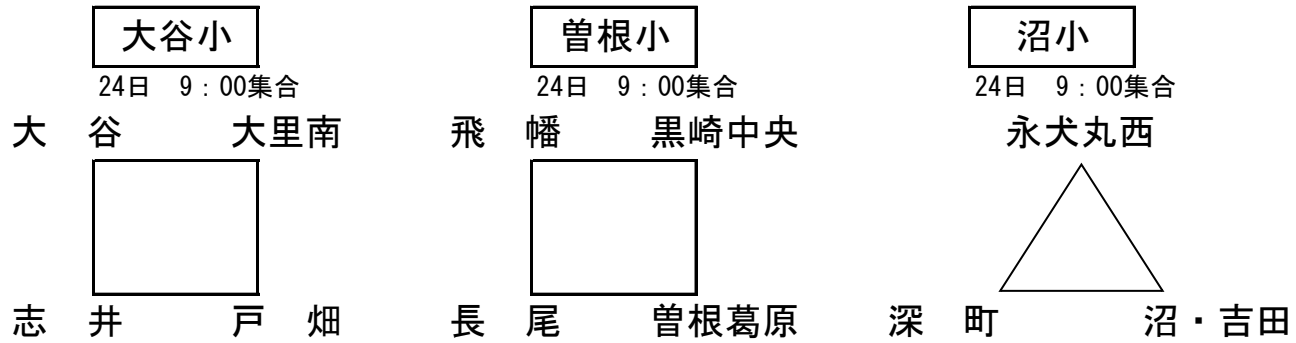 大谷小 曽根小 沼小
24日 9：00集合 24日 9：00集合 24日 9：00集合
大 谷 大里南 飛 幡 黒崎中央 永犬丸西
志 井 戸 畑 長 尾 曽根葛原 深 町 沼・吉田